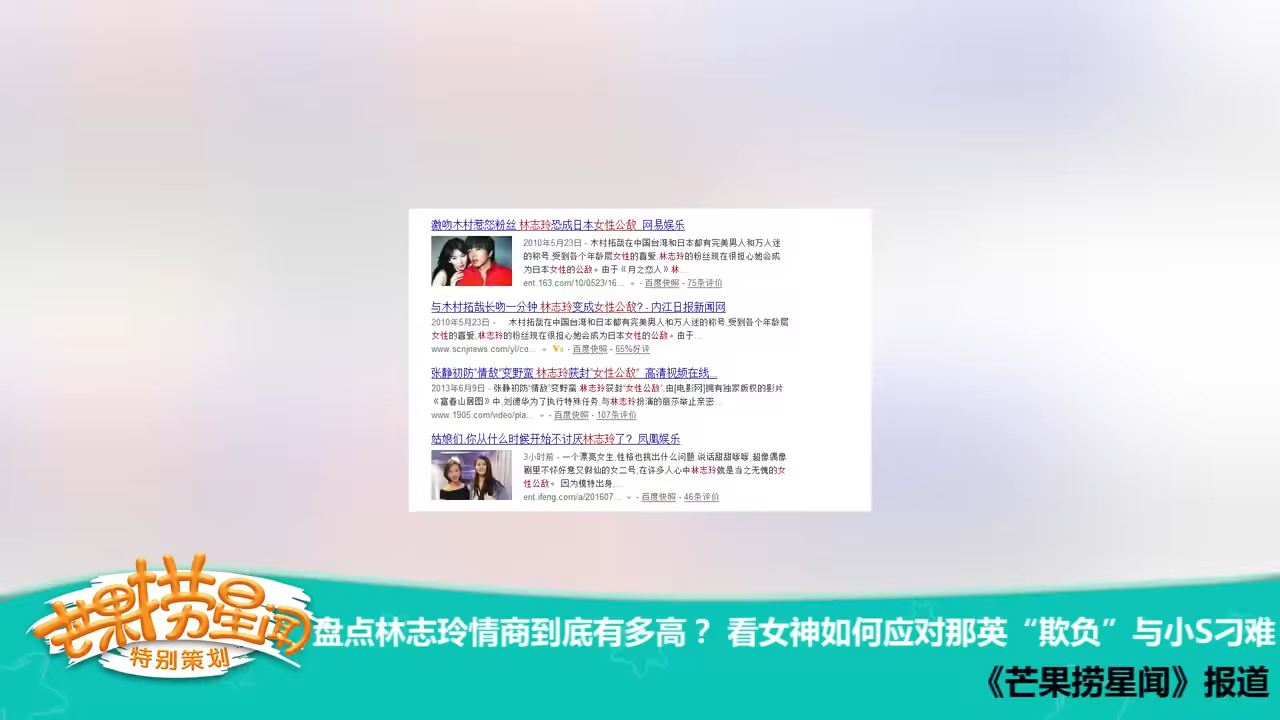 激吻木村惹怒粉丝 林志玲恐成日本女性公敌_网易娱乐
2010年5月23日 - 木村拓哉在中国台湾和日本都有完美男人和万人迷
的称号,受到各个年龄层女性的喜爱,林志玲的粉丝现在很担心她会成
为日本女性的公敌。由于《月之恋人》林...
ent.163.com/10/0523/16... - 百度快照 - 75条评价
与木村拓哉长吻一分钟 林志玲变成女性公敌? - 内江日报新闻网
2010年5月23日 - 木村拓哉在中国台湾和日本都有完美男人和万人迷的称号,受到各个年龄层
女性的喜爱,林志玲的粉丝现在很担心她会成为日本女性的公敌。由于...
www.scnjnews.com/yl/co... - 百度快照 - 65%好评
张静初防"情敌"变野蛮 林志玲获封"女性公敌"_高清视频在线...
2013年6月9日 - 张静初防"情敌"变野蛮 林志玲获封"女性公敌",由[电影网]拥有独家版权的影片
《富春山居图》中,刘德华为了执行特殊任务,与林志玲扮演的丽莎举止亲密...
www.1905.com/video/pla... - 百度快照 - 107条评价
姑娘们,你从什么时候开始不讨厌林志玲了?_凤凰娱乐
3小时前 - 一个漂亮女生,性格也挑出什么问题,说话甜甜嗲嗲,超像偶像
剧里不怀好意又假仙的女二号,在许多人心中林志玲就是当之无愧的女
性公敌。 因为模特出身,...
ent.ifeng.com/a/201607... - 百度快照 - 46条评价
芒果捞星闻
特别策划
盘点林志玲情商到底有多高？看女神如何应对那英“欺负”与小S刁难
《芒果捞星闻》报道